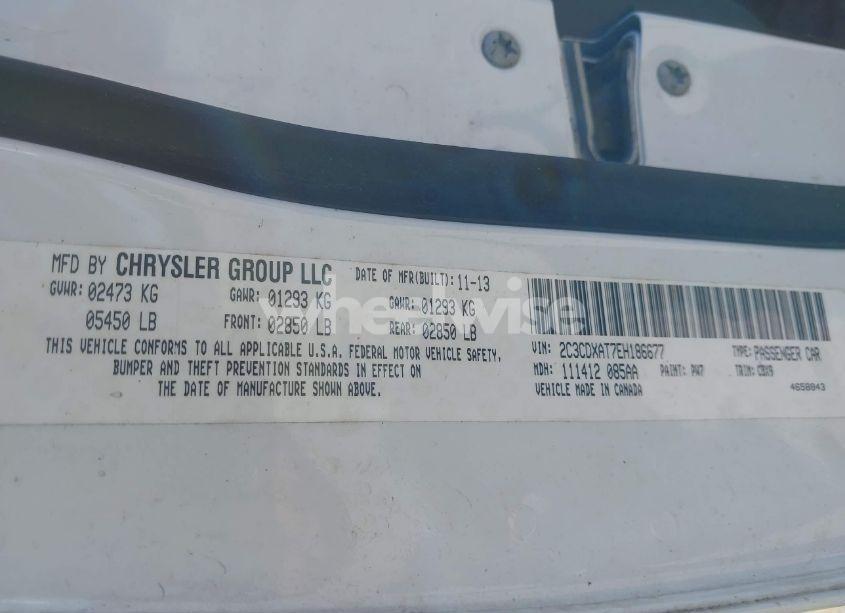 MFD BY CHRYSLER GROUP LLC DATE OF MFR(BUILT): 11-13
GVWR: 02473 KG GAWR: 01293 KG GAWR: 01293 KG
05450 LB FRONT: 02850 LB REAR: 02850 LB
THIS VEHICLE CONFORMS TO ALL APPLICABLE U.S.A. FEDERAL MOTOR VEHICLE SAFETY,
BUMPER AND THEFT PREVENTION STANDARDS IN EFFECT ON
THE DATE OF MANUFACTURE SHOWN ABOVE.
VIN: 2C3CDXAT7EH186677 TYPE: PASSENGER CAR
MDH: 111412 085AA PAINT: PW7 TRIM: CBX9
VEHICLE MADE IN CANADA 4658843
wheelwise